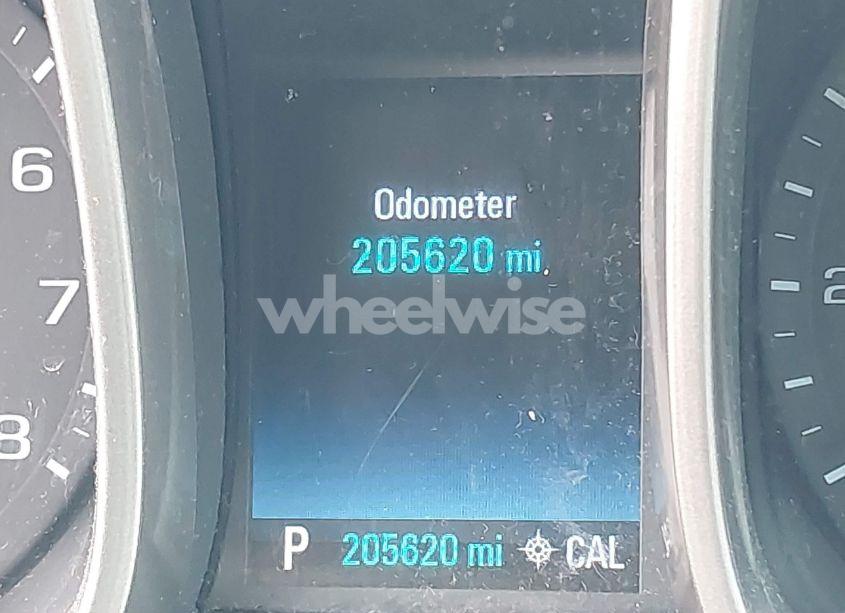 6
7
8
Odometer
205620 mi
wheelwise
P 205620 mi CAL